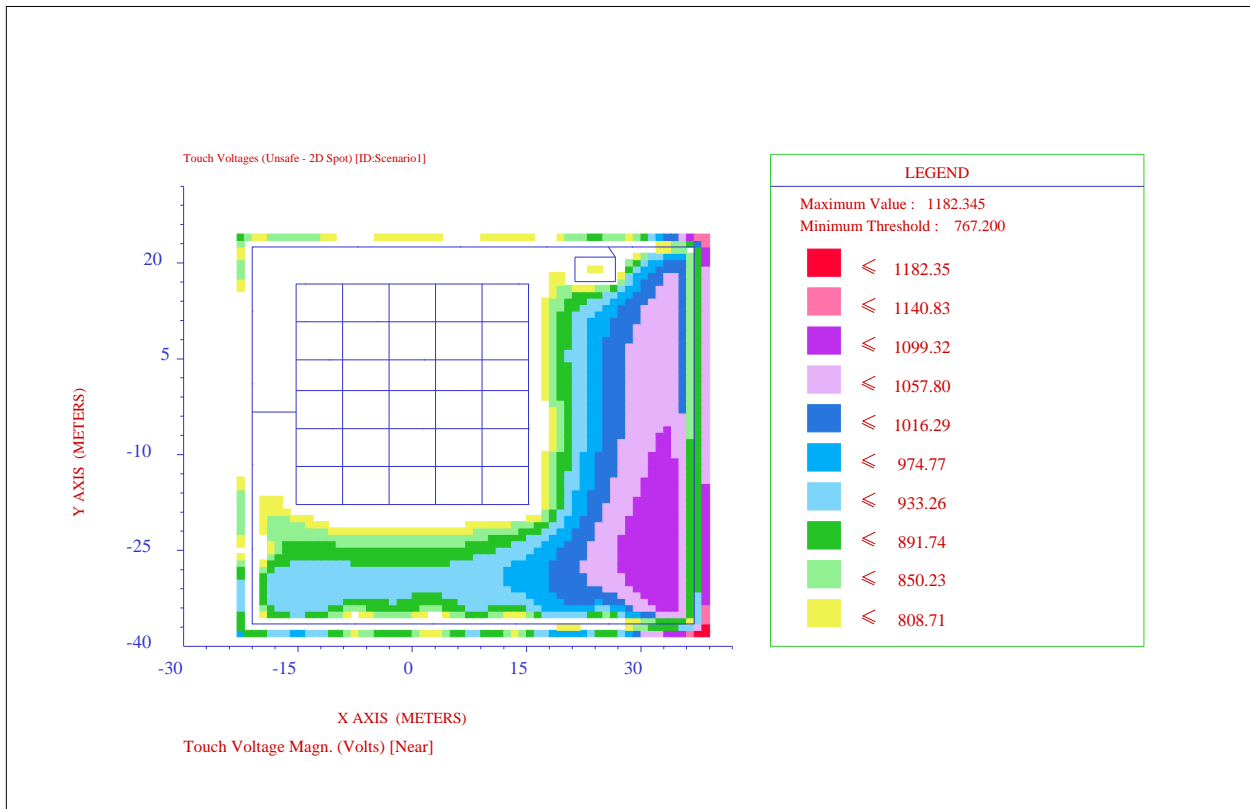 Touch Voltages (Unsafe - 2D Spot) [ID:Scenario1]
20
5
-10
-25
-40
Y AXIS (METERS)
-30 -15 0 15 30
X AXIS (METERS)
Touch Voltage Magn. (Volts) [Near]
LEGEND
Maximum Value : 1182.345
Minimum Threshold : 767.200
⩽ 1182.35
⩽ 1140.83
⩽ 1099.32
⩽ 1057.80
⩽ 1016.29
⩽ 974.77
⩽ 933.26
⩽ 891.74
⩽ 850.23
⩽ 808.71